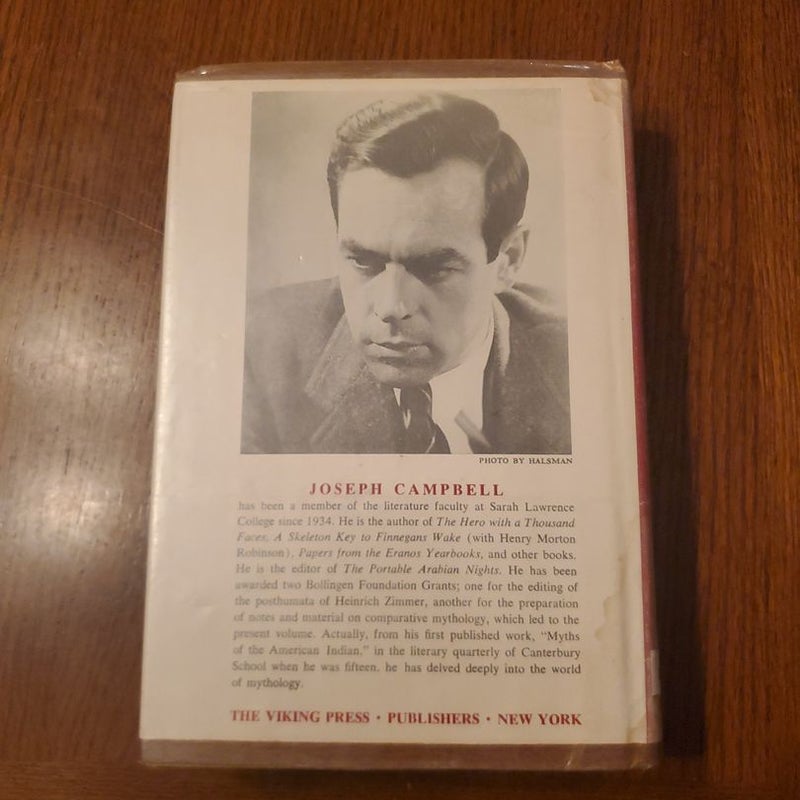 PHOTO BY HALSMAN
JOSEPH CAMPBELL
has been a member of the literature faculty at Sarah Lawrence
College since 1934. He is the author of The Hero with a Thousand
Faces, A Skeleton Key to Finnegans Wake (with Henry Morton
Robinson), Papers from the Eranos Yearbooks, and other books.
He is the editor of The Portable Arabian Nights. He has been
awarded two Bollingen Foundation Grants; one for the editing of
the posthumata of Heinrich Zimmer, another for the preparation
of notes and material on comparative mythology, which led to the
present volume. Actually, from his first published work, "Myths
of the American Indian," in the literary quarterly of Canterbury
School when he was fifteen, he has delved deeply into the world
of mythology.
THE VIKING PRESS • PUBLISHERS • NEW YORK